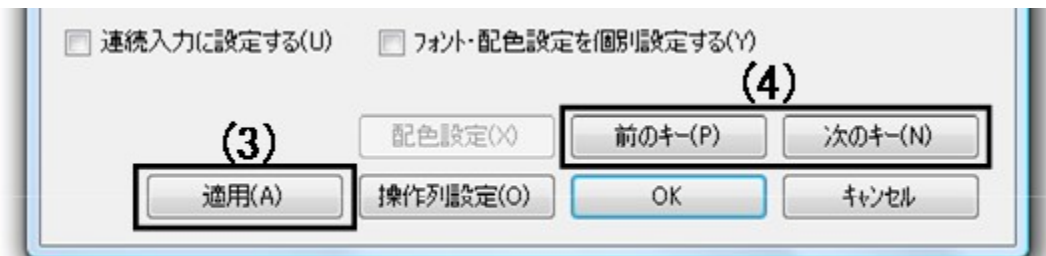 連続入力に設定する(U) フォント・配色設定を個別設定する(Y)
(4)
(3) 配色設定(X) 前のキー(P) 次のキー(N)
適用(A) 操作列設定(O) OK キャンセル